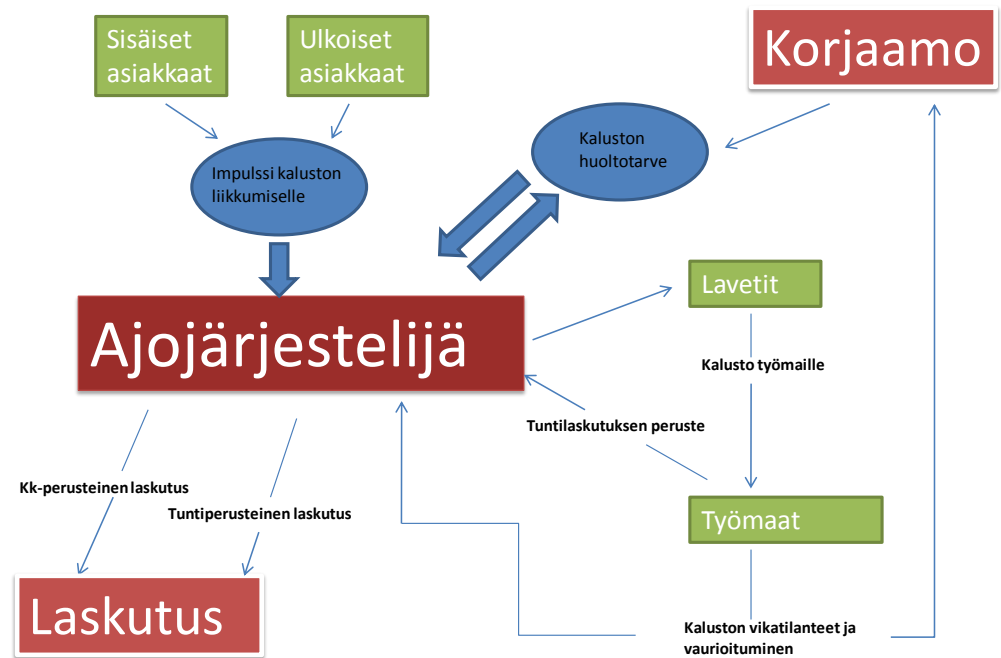 Sisäiset
asiakkaat
Ulkoiset
asiakkaat
Korjaamo
Kaluston
huoltotarve
Impulssi kaluston
liikkumiselle
Lavetit
Ajojärjestelijä
Kalusto työmaille
Tuntilaskutuksen peruste
Kk-perusteinen laskutus
Tuntiperusteinen laskutus
Työmaat
Laskutus
Kaluston vikatilanteet ja
vaurioituminen